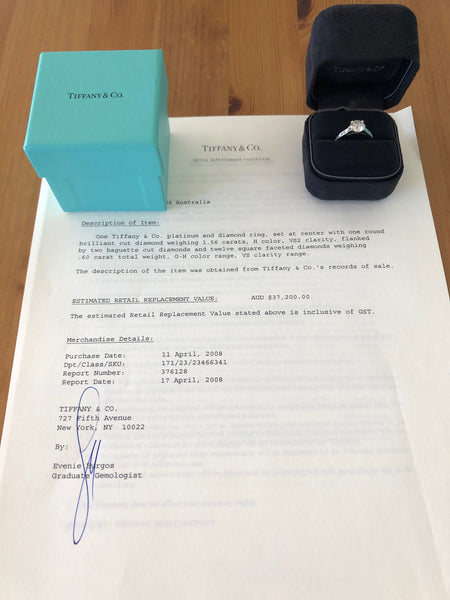 TIFFANY & CO.
TIFFANY & CO.
RETAIL REPLACEMENT VALUATION
Australia
Description of Item:
One Tiffany & Co. platinum and diamond ring, set at center with one round
brilliant cut diamond weighing 1.56 carats, H color, VS2 clarity, flanked
by two baguette cut diamonds and twelve square faceted diamonds weighing
.60 carat total weight, G-H color range, VS clarity range.
The description of the item was obtained from Tiffany & Co.'s records of sale.
ESTIMATED RETAIL REPLACEMENT VALUE: AUD $37,200.00
The estimated Retail Replacement Value stated above is inclusive of GST.
Merchandise Details:
Purchase Date: 11 April, 2008
Dpt/Class/SKU: 171/23/23466341
Report Number: 376128
Report Date: 17 April, 2008
TIFFANY & CO.
727 Fifth Avenue
New York, NY 10022
By:
Evenie Burgos
Graduate Gemologist